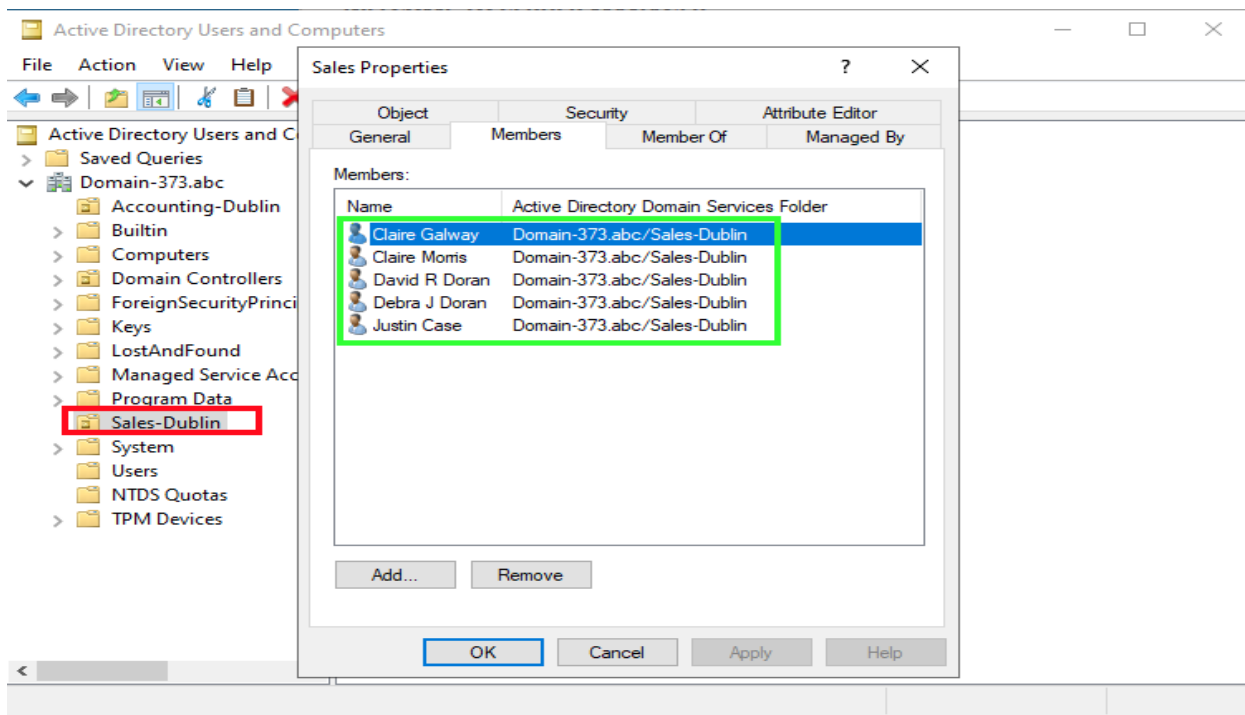 Active Directory Users and Computers
File Action View Help
Sales Properties
?
Object Security Attribute Editor
General Members Member Of Managed By
Active Directory Users and C
Saved Queries
Domain-373.abc
Accounting-Dublin
Builtin
Computers
Domain Controllers
ForeignSecurityPrinci
Keys
LostAndFound
Managed Service Acc
Program Data
Sales-Dublin
System
Users
NTDS Quotas
TPM Devices
Members:
Name Active Directory Domain Services Folder
Claire Galway Domain-373.abc/Sales-Dublin
Claire Morris Domain-373.abc/Sales-Dublin
David R Doran Domain-373.abc/Sales-Dublin
Debra J Doran Domain-373.abc/Sales-Dublin
Justin Case Domain-373.abc/Sales-Dublin
Add... Remove
OK Cancel Apply Help